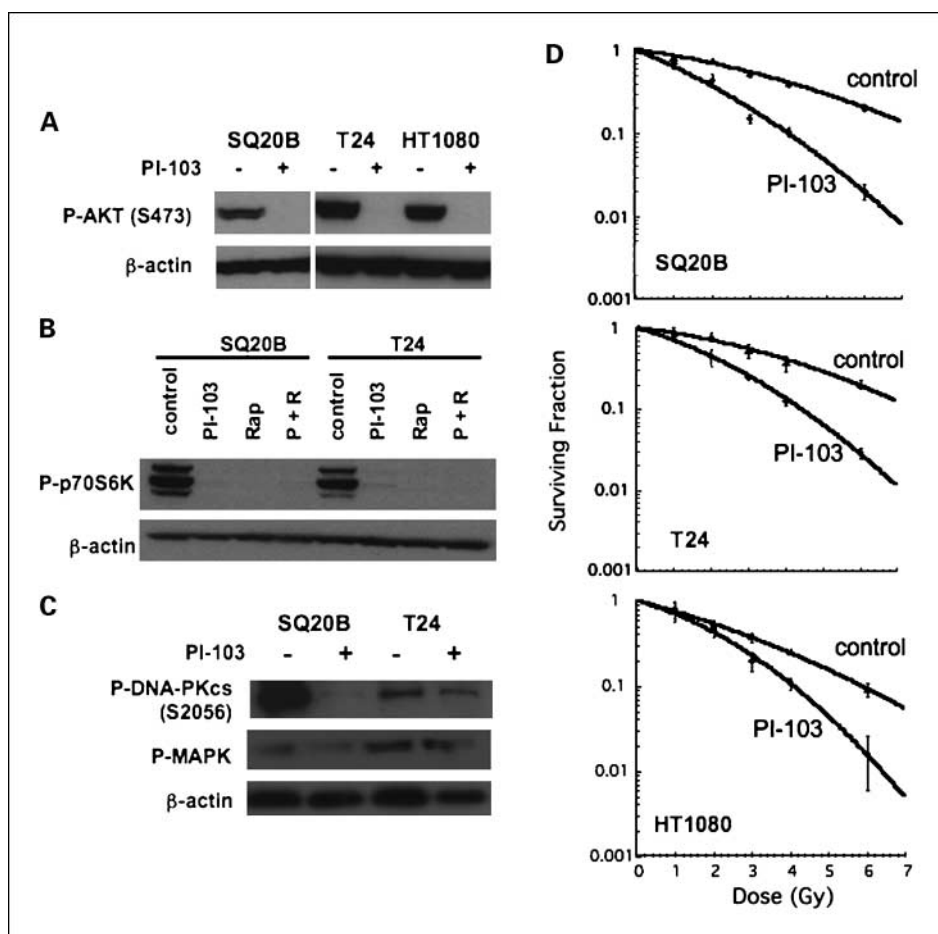 A
SQ20B T24 HT1080
PI-103 - + - + - +
P-AKT (S473)
β-actin
B
SQ20B T24
control PI-103 Rap P + R control PI-103 Rap P + R
P-p70S6K
β-actin
C
SQ20B T24
PI-103 - + - +
P-DNA-PKcs
(S2056)
P-MAPK
β-actin
D
Surviving Fraction
1
0.1
0.01
0.001
control
PI-103
SQ20B
1
0.1
0.01
0.001
control
PI-103
T24
1
0.1
0.01
0.001
control
PI-103
HT1080
0 1 2 3 4 5 6 7
Dose (Gy)